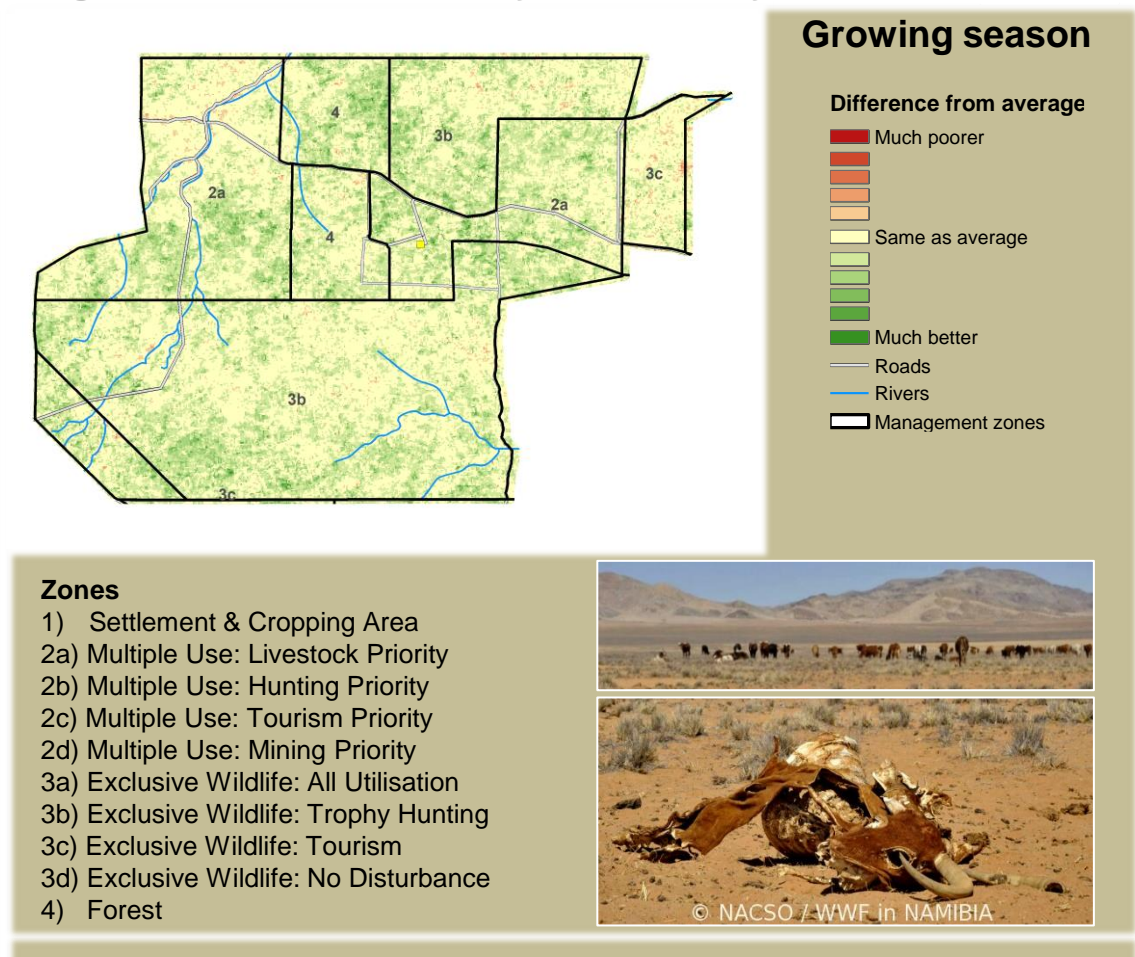 Growing season
4
3b
3c
2a
2a
4
3b
3c
Difference from average
Much poorer
Same as average
Much better
Roads
Rivers
Management zones
Zones
1) Settlement & Cropping Area
2a) Multiple Use: Livestock Priority
2b) Multiple Use: Hunting Priority
2c) Multiple Use: Tourism Priority
2d) Multiple Use: Mining Priority
3a) Exclusive Wildlife: All Utilisation
3b) Exclusive Wildlife: Trophy Hunting
3c) Exclusive Wildlife: Tourism
3d) Exclusive Wildlife: No Disturbance
4) Forest
© NACSO / WWF in NAMIBIA